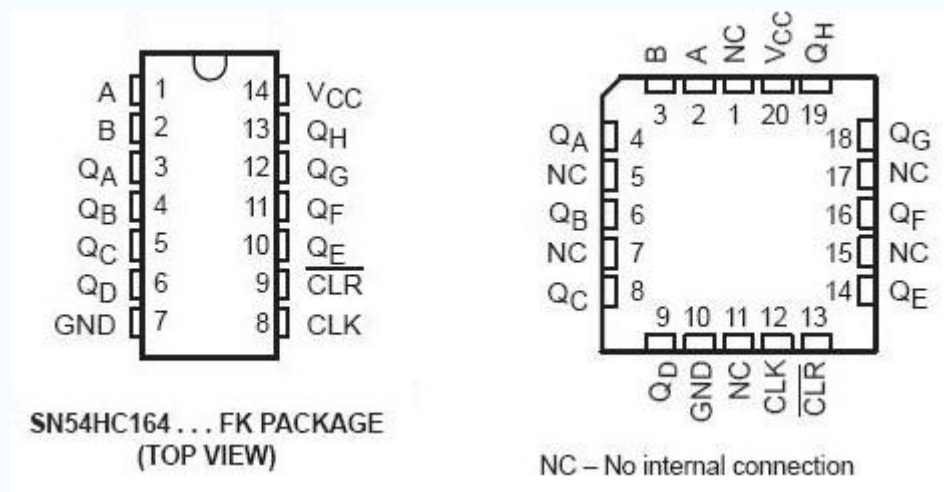 A 1 14 VCC
B 2 13 QH
QA 3 12 QG
QB 4 11 QF
QC 5 10 QE
QD 6 9 CLR
GND 7 8 CLK
SN54HC164 . . . FK PACKAGE
(TOP VIEW)
B A NC VCC QH
3 2 1 20 19
QA 4 18 QG
NC 5 17 NC
QB 6 16 QF
NC 7 15 NC
QC 8 14 QE
9 10 11 12 13
QD GND NC CLK CLR
NC – No internal connection